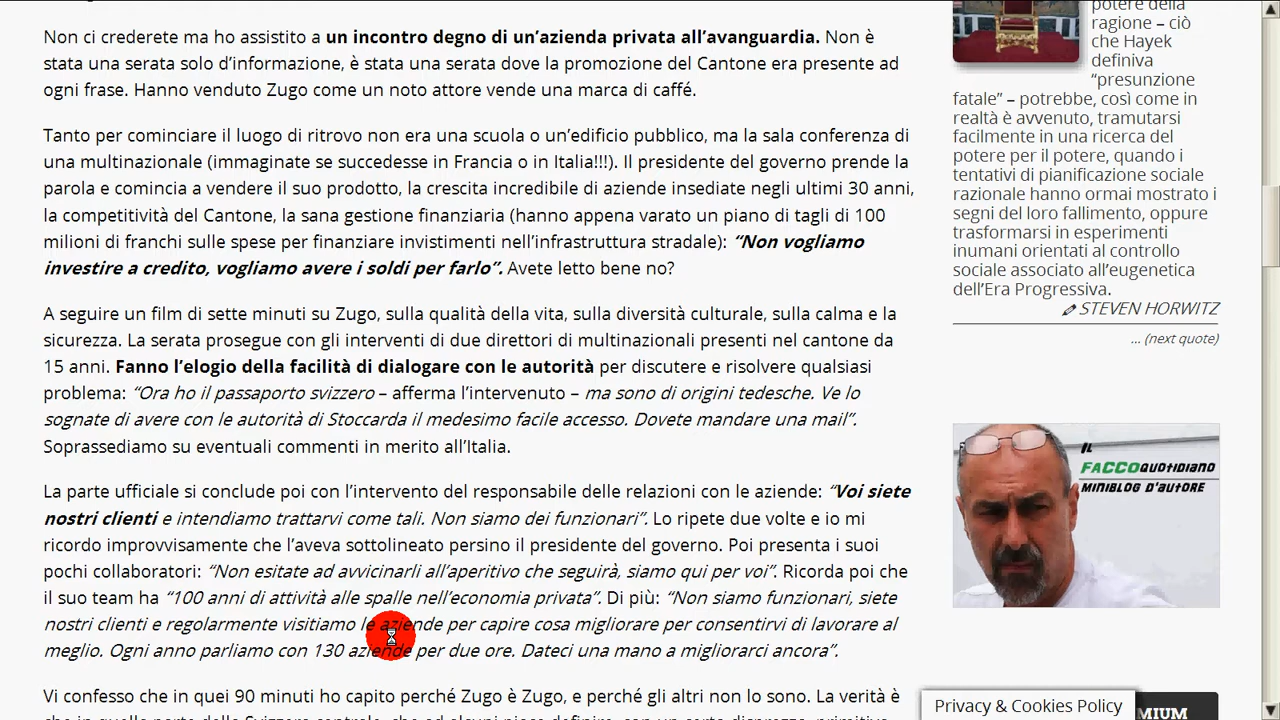 Non ci crederete ma ho assistito a un incontro degno di un’azienda privata all’avanguardia. Non è
stata una serata solo d’informazione, è stata una serata dove la promozione del Cantone era presente ad
ogni frase. Hanno venduto Zugo come un noto attore vende una marca di caffé.
Tanto per cominciare il luogo di ritrovo non era una scuola o un’edificio pubblico, ma la sala conferenza di
una multinazionale (immaginate se succedesse in Francia o in Italia!!!). Il presidente del governo prende la
parola e comincia a vendere il suo prodotto, la crescita incredibile di aziende insediate negli ultimi 30 anni,
la competitività del Cantone, la sana gestione finanziaria (hanno appena varato un piano di tagli di 100
milioni di franchi sulle spese per finanziare invistimenti nell’infrastruttura stradale): “Non vogliamo
investire a credito, vogliamo avere i soldi per farlo”. Avete letto bene no?
A seguire un film di sette minuti su Zugo, sulla qualità della vita, sulla diversità culturale, sulla calma e la
sicurezza. La serata prosegue con gli interventi di due direttori di multinazionali presenti nel cantone da
15 anni. Fanno l’elogio della facilità di dialogare con le autorità per discutere e risolvere qualsiasi
problema: “Ora ho il passaporto svizzero – afferma l’intervenuto – ma sono di origini tedesche. Ve lo
sognate di avere con le autorità di Stoccarda il medesimo facile accesso. Dovete mandare una mail”.
Soprassediamo su eventuali commenti in merito all’Italia.
La parte ufficiale si conclude poi con l’intervento del responsabile delle relazioni con le aziende: “Voi siete
nostri clienti e intendiamo trattarvi come tali. Non siamo dei funzionari”. Lo ripete due volte e io mi
ricordo improvvisamente che l’aveva sottolineato persino il presidente del governo. Poi presenta i suoi
pochi collaboratori: “Non esitate ad avvicinarli all’aperitivo che seguirà, siamo qui per voi”. Ricorda poi che
il suo team ha “100 anni di attività alle spalle nell’economia privata”. Di più: “Non siamo funzionari, siete
nostri clienti e regolarmente visitiamo le aziende per capire cosa migliorare per consentirvi di lavorare al
meglio. Ogni anno parliamo con 130 aziende per due ore. Dateci una mano a migliorarci ancora”.
Vi confesso che in quei 90 minuti ho capito perché Zugo è Zugo, e perché gli altri non lo sono. La verità è
potere della
ragione – ciò
che Hayek
definiva
“presunzione
fatale” – potrebbe, così come in
realtà è avvenuto, tramutarsi
facilmente in una ricerca del
potere per il potere, quando i
tentativi di pianificazione sociale
razionale hanno ormai mostrato i
segni del loro fallimento, oppure
trasformarsi in esperimenti
inumani orientati al controllo
sociale associato all’eugenetica
dell’Era Progressiva.
STEVEN HORWITZ
... (next quote)
IL
FACCOQUOTIDIANO
MINIBLOG D'AUTORE
Privacy & Cookies Policy